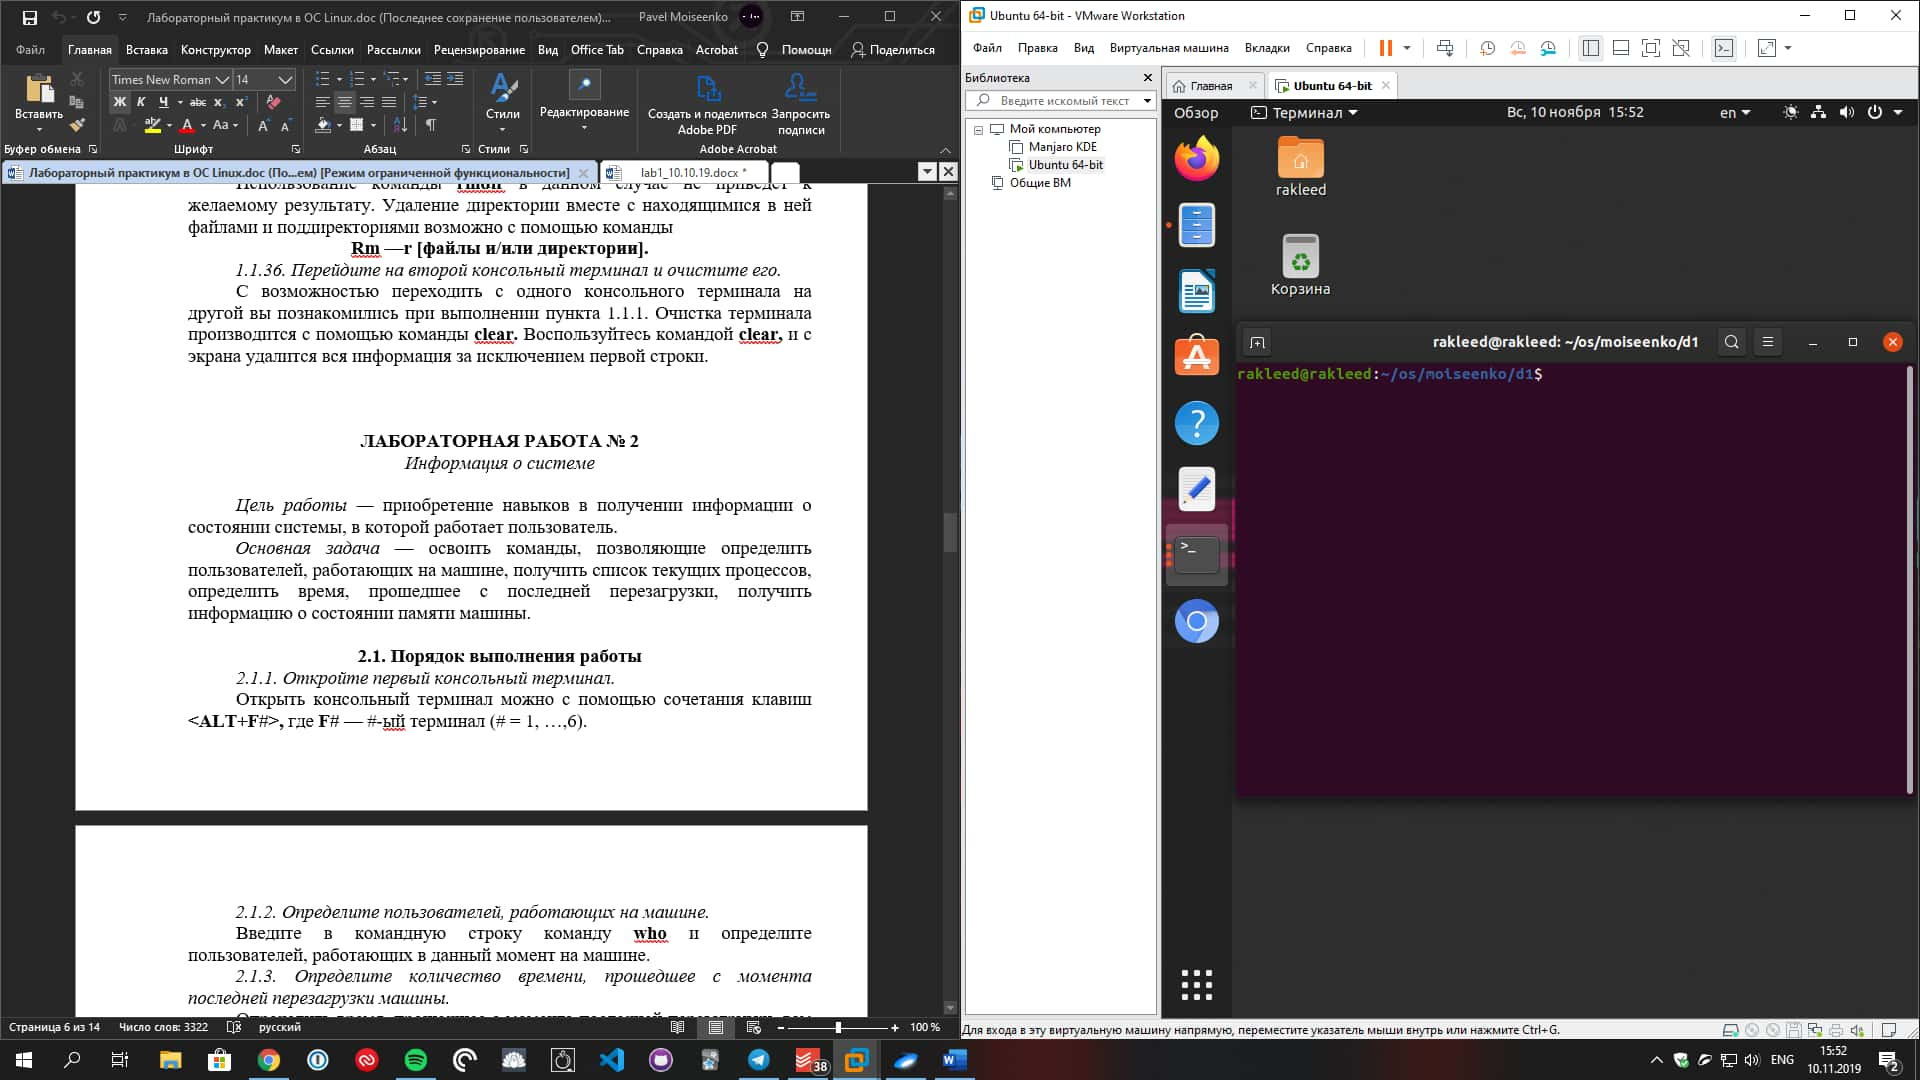 Лабораторный практикум в ОС Linux.doc (Последнее сохранение пользователем)...
Pavel Moiseenko
Файл Главная Вставка Конструктор Макет Ссылки Рассылки Рецензирование Вид Office Tab Справка Acrobat Помощн Поделиться
Times New Roman 14
Вставить
Стили
Редактирование
Создать и поделиться Adobe PDF
Запросить подписи
Буфер обмена Шрифт Абзац Стили Adobe Acrobat
Лабораторный практикум в ОС Linux.doc (По...ем) [Режим ограниченной функциональности]
lab1_10.10.19.docx *
желаемому результату. Удаление директории вместе с находящимися в ней
файлами и поддиректориями возможно с помощью команды
Rm —r [файлы и/или директории].
1.1.36. Перейдите на второй консольный терминал и очистите его.
С возможностью переходить с одного консольного терминала на
другой вы познакомились при выполнении пункта 1.1.1. Очистка терминала
производится с помощью команды clear. Воспользуйтесь командой clear, и с
экрана удалится вся информация за исключением первой строки.
ЛАБОРАТОРНАЯ РАБОТА № 2
Информация о системе
Цель работы — приобретение навыков в получении информации о
состоянии системы, в которой работает пользователь.
Основная задача — освоить команды, позволяющие определить
пользователей, работающих на машине, получить список текущих процессов,
определить время, прошедшее с последней перезагрузки, получить
информацию о состоянии памяти машины.
2.1. Порядок выполнения работы
2.1.1. Откройте первый консольный терминал.
Открыть консольный терминал можно с помощью сочетания клавиш
<ALT+F#>, где F# — #-ый терминал (# = 1, …,6).
2.1.2. Определите пользователей, работающих на машине.
Введите в командную строку команду who и определите
пользователей, работающих в данный момент на машине.
2.1.3. Определите количество времени, прошедшее с момента
последней перезагрузки машины.
Страница 6 из 14 Число слов: 3322 русский 100 %
Ubuntu 64-bit - VMware Workstation
Файл Правка Вид Виртуальная машина Вкладки Справка
Библиотека
Введите искомый текст
Мой компьютер
Manjaro KDE
Ubuntu 64-bit
Общие ВМ
Главная
Ubuntu 64-bit
Обзор Терминал Вс, 10 ноября 15:52 en
rakleed
Корзина
rakleed@rakleed: ~/os/moiseenko/d1
rakleed@rakleed:~/os/moiseenko/d1$
Для входа в эту виртуальную машину напрямую, переместите указатель мыши внутрь или нажмите Ctrl+G.
38
ENG
15:52
10.11.2019
2